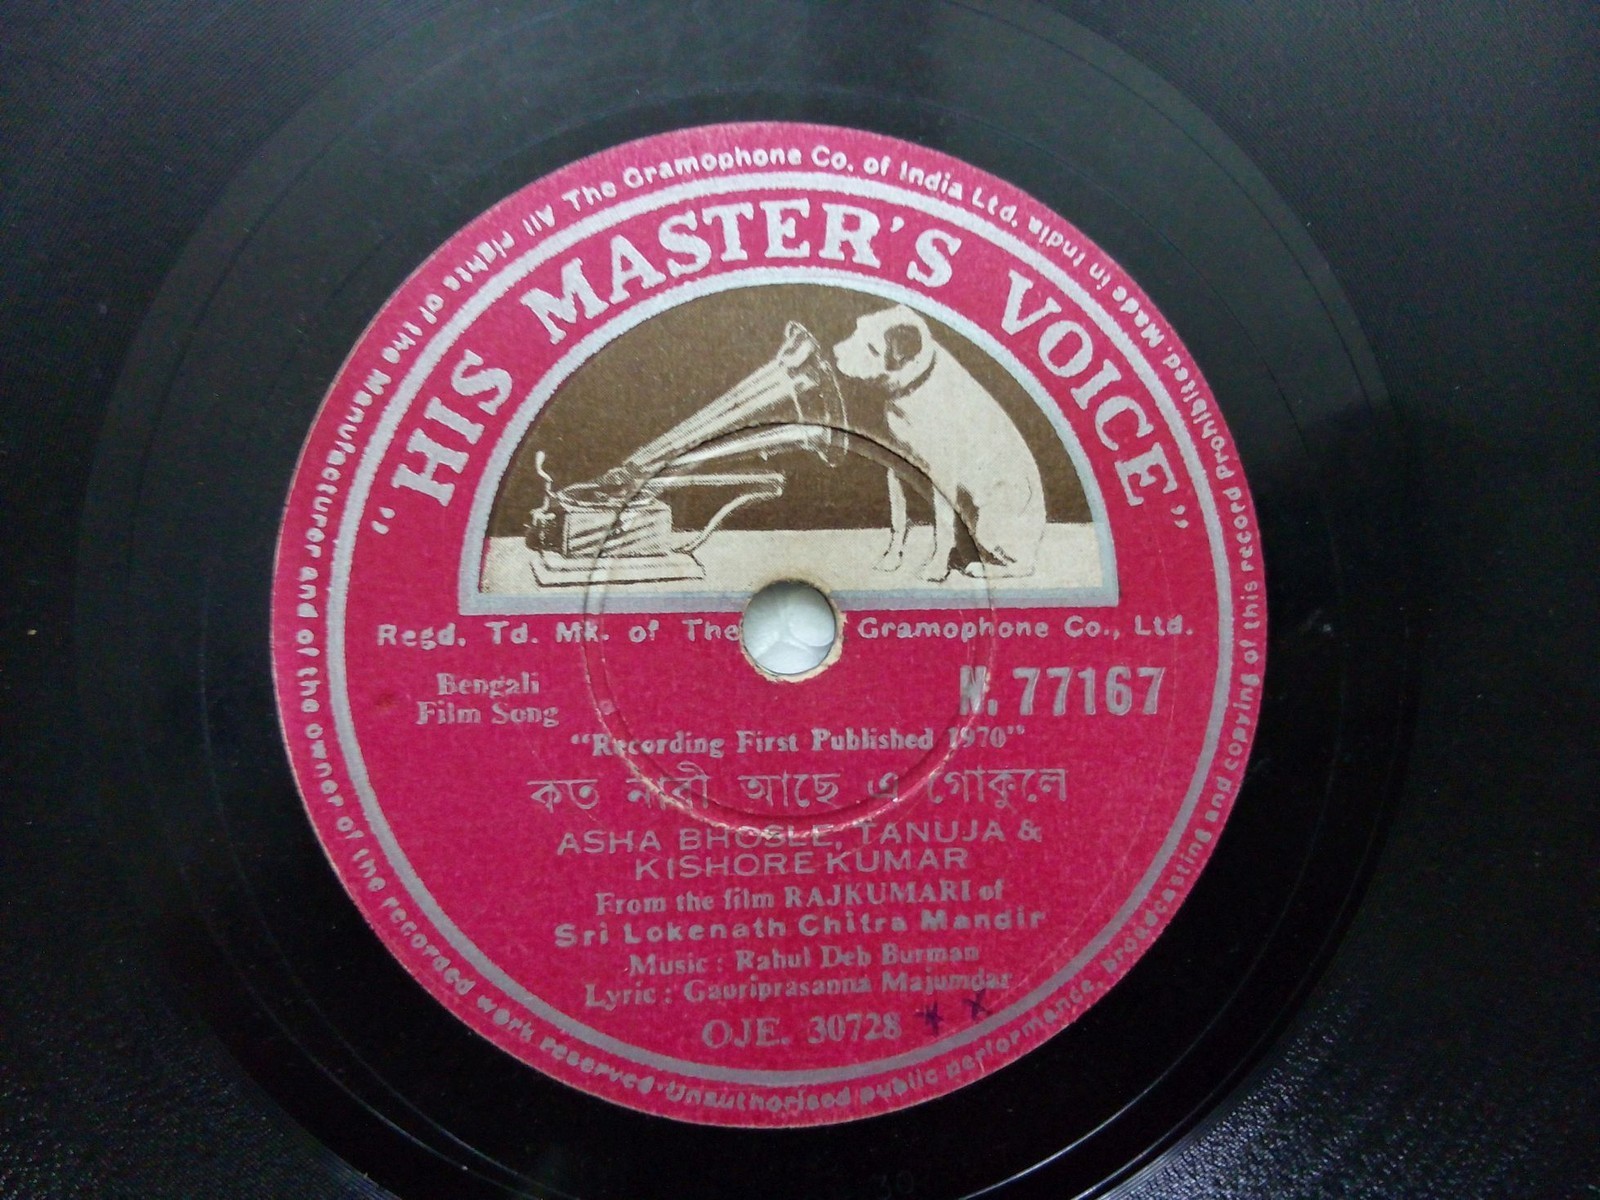 The Gramophone Co. of India Ltd. Made in India
All rights of the Manufacturer and of the owner of the recorded work reserved·Unauthorised public performance, broadcasting and copying of this record Prohibited.
"HIS MASTER'S VOICE"
Regd. Td. Mk. of The Gramophone Co., Ltd.
Bengali
Film Song
N. 77167
"Recording First Published 1970"
কত নারী আছে এ গোকুলে
ASHA BHOSLE, TANUJA &
KISHORE KUMAR
From the film RAJKUMARI of
Sri Lokenath Chitra Mandir
Music : Rahul Deb Burman
Lyric : Gauriprasanna Majumdar
OJE. 30728